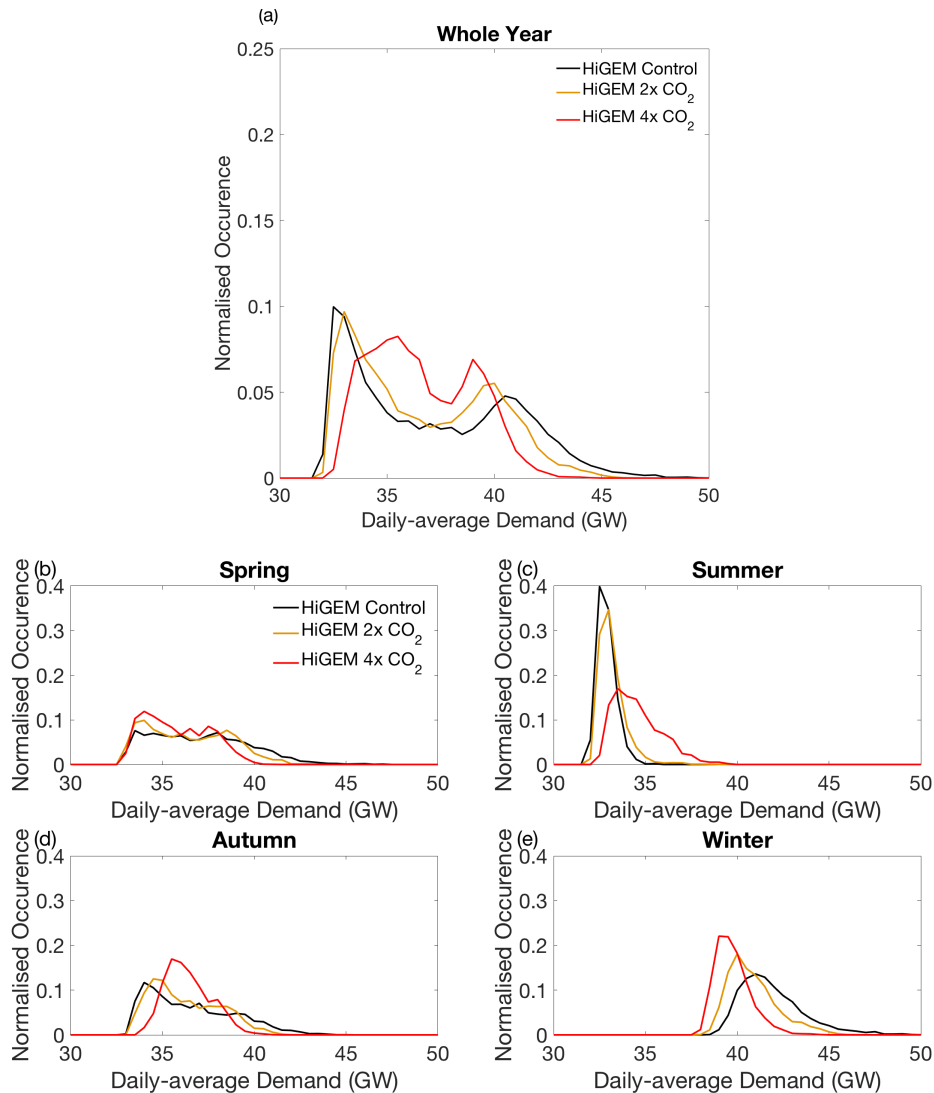 (a)
Whole Year
0.25
0.2
0.15
0.1
0.05
0
Normalised Occurence
HiGEM Control
HiGEM 2x CO2
HiGEM 4x CO2
30 35 40 45 50
Daily-average Demand (GW)
(b)
Spring
0.4
0.3
0.2
0.1
0
Normalised Occurence
HiGEM Control
HiGEM 2x CO2
HiGEM 4x CO2
30 35 40 45 50
Daily-average Demand (GW)
(c)
Summer
0.4
0.3
0.2
0.1
0
Normalised Occurence
30 35 40 45 50
Daily-average Demand (GW)
(d)
Autumn
0.4
0.3
0.2
0.1
0
Normalised Occurence
30 35 40 45 50
Daily-average Demand (GW)
(e)
Winter
0.4
0.3
0.2
0.1
0
Normalised Occurence
30 35 40 45 50
Daily-average Demand (GW)